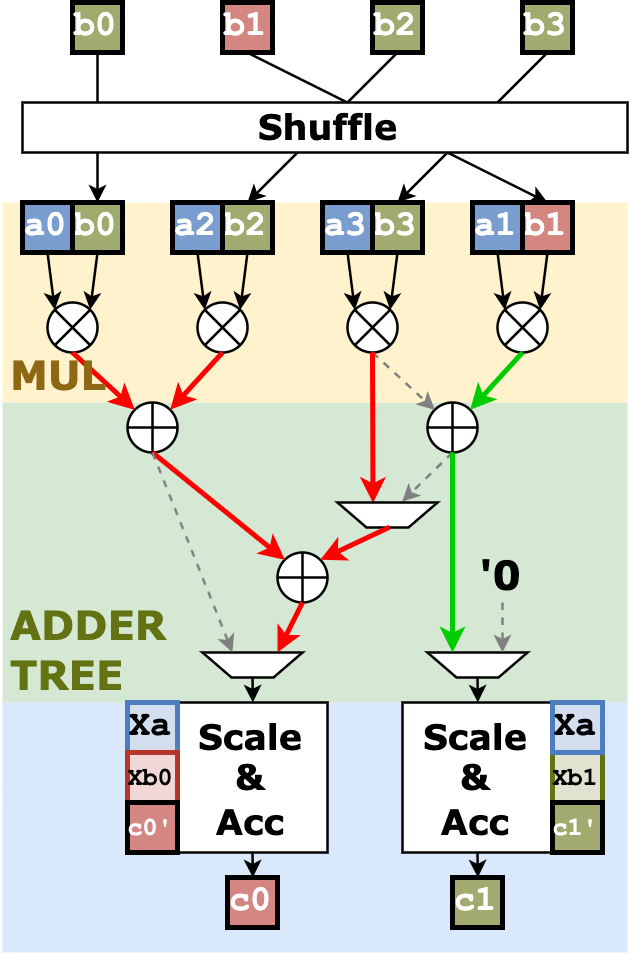 b0 b1 b2 b3
Shuffle
a0 b0 a2 b2 a3 b3 a1 b1
MUL
'0
ADDER
TREE
Xa Scale & Acc Xb0 c0'
Scale & Acc Xa Xb1 c1'
c0 c1